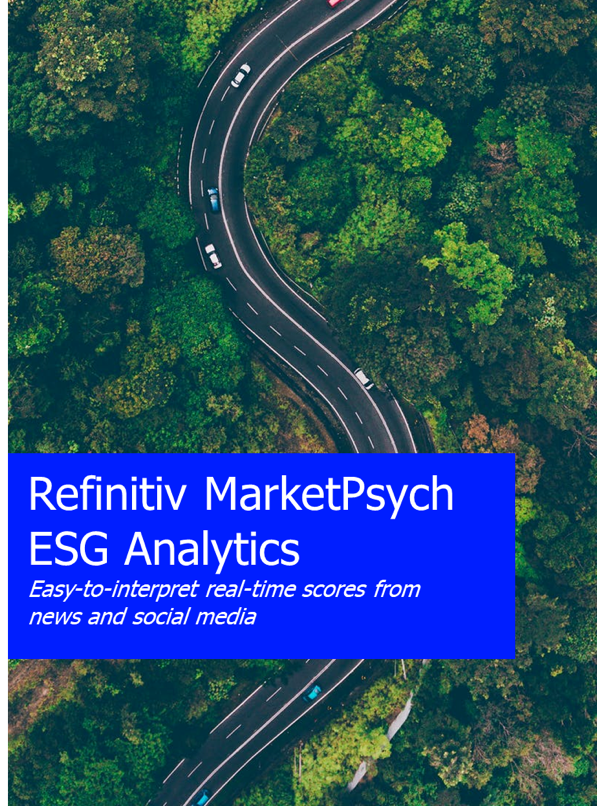 Refinitiv MarketPsych
ESG Analytics
Easy-to-interpret real-time scores from
news and social media